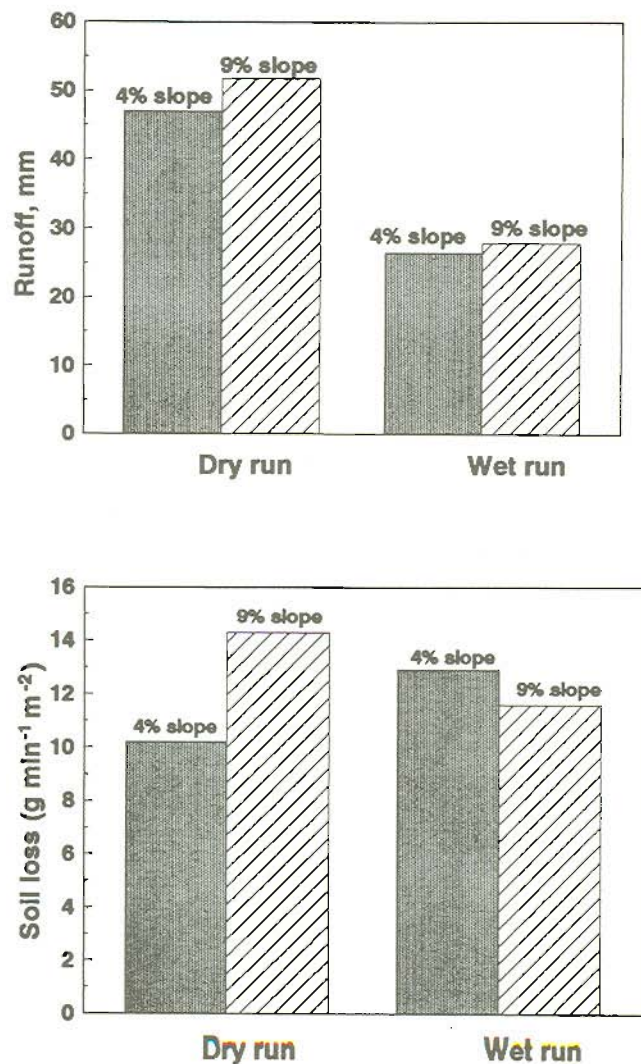 60
50
40
30
20
10
0
Runoff, mm
4% slope
9% slope
4% slope
9% slope
Dry run
Wet run
16
14
12
10
8
6
4
2
0
Soil loss (g min⁻¹ m⁻²)
4% slope
9% slope
4% slope
9% slope
Dry run
Wet run